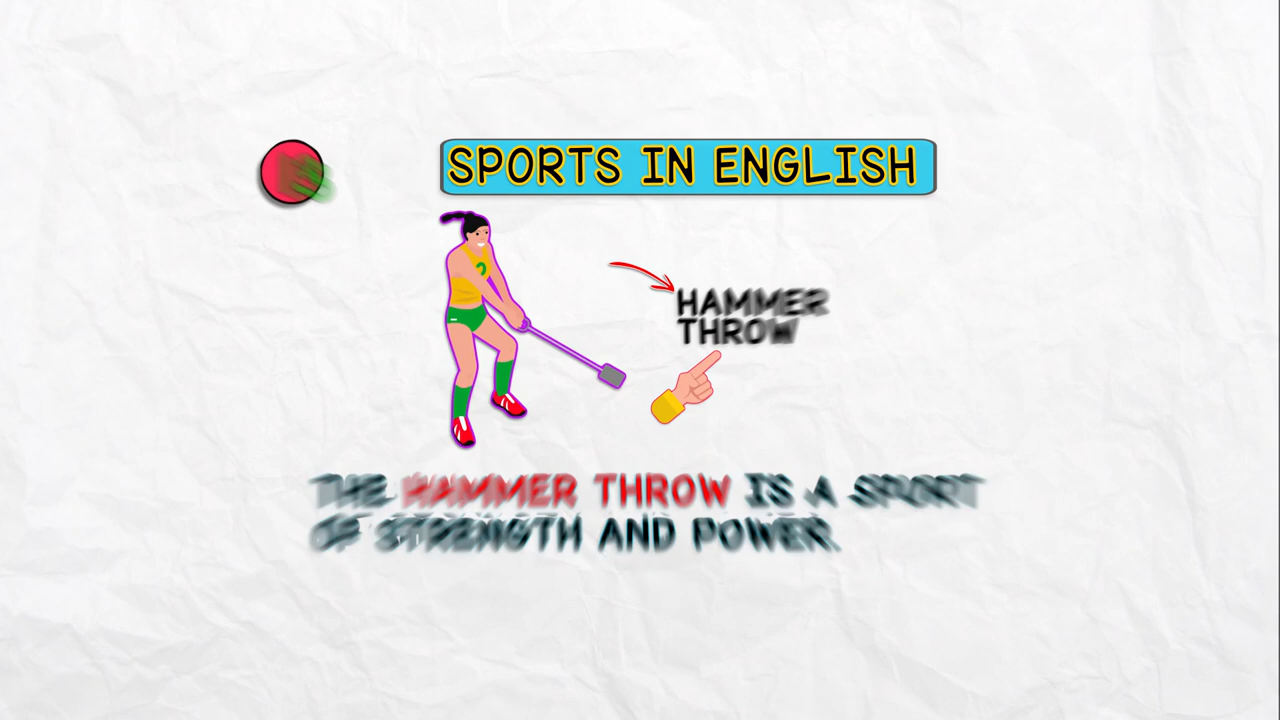 SPORTS IN ENGLISH
HAMMER
THROW
THE HAMMER THROW IS A SPORT
OF STRENGTH AND POWER.